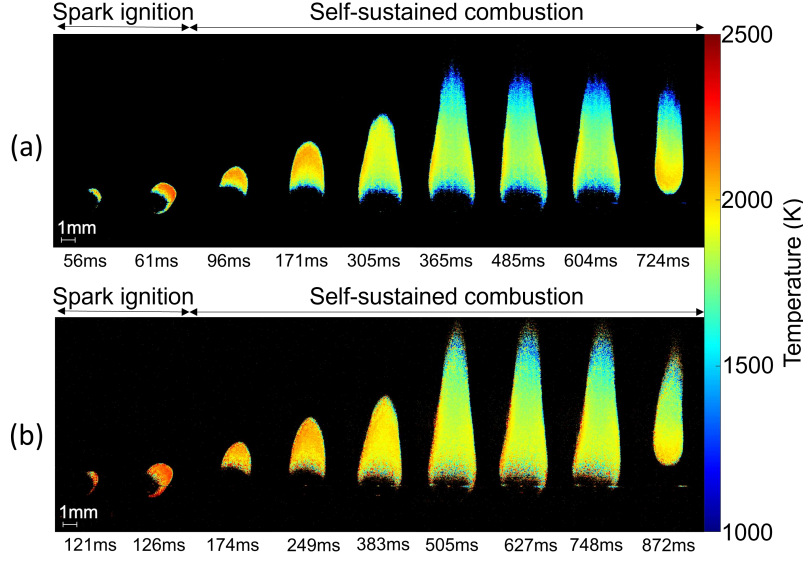 Spark ignition Self-sustained combustion
2500
(a)
2000
1mm
56ms 61ms 96ms 171ms 305ms 365ms 485ms 604ms 724ms
Spark ignition Self-sustained combustion
Temperature (K)
1500
(b)
1mm
1000
121ms 126ms 174ms 249ms 383ms 505ms 627ms 748ms 872ms